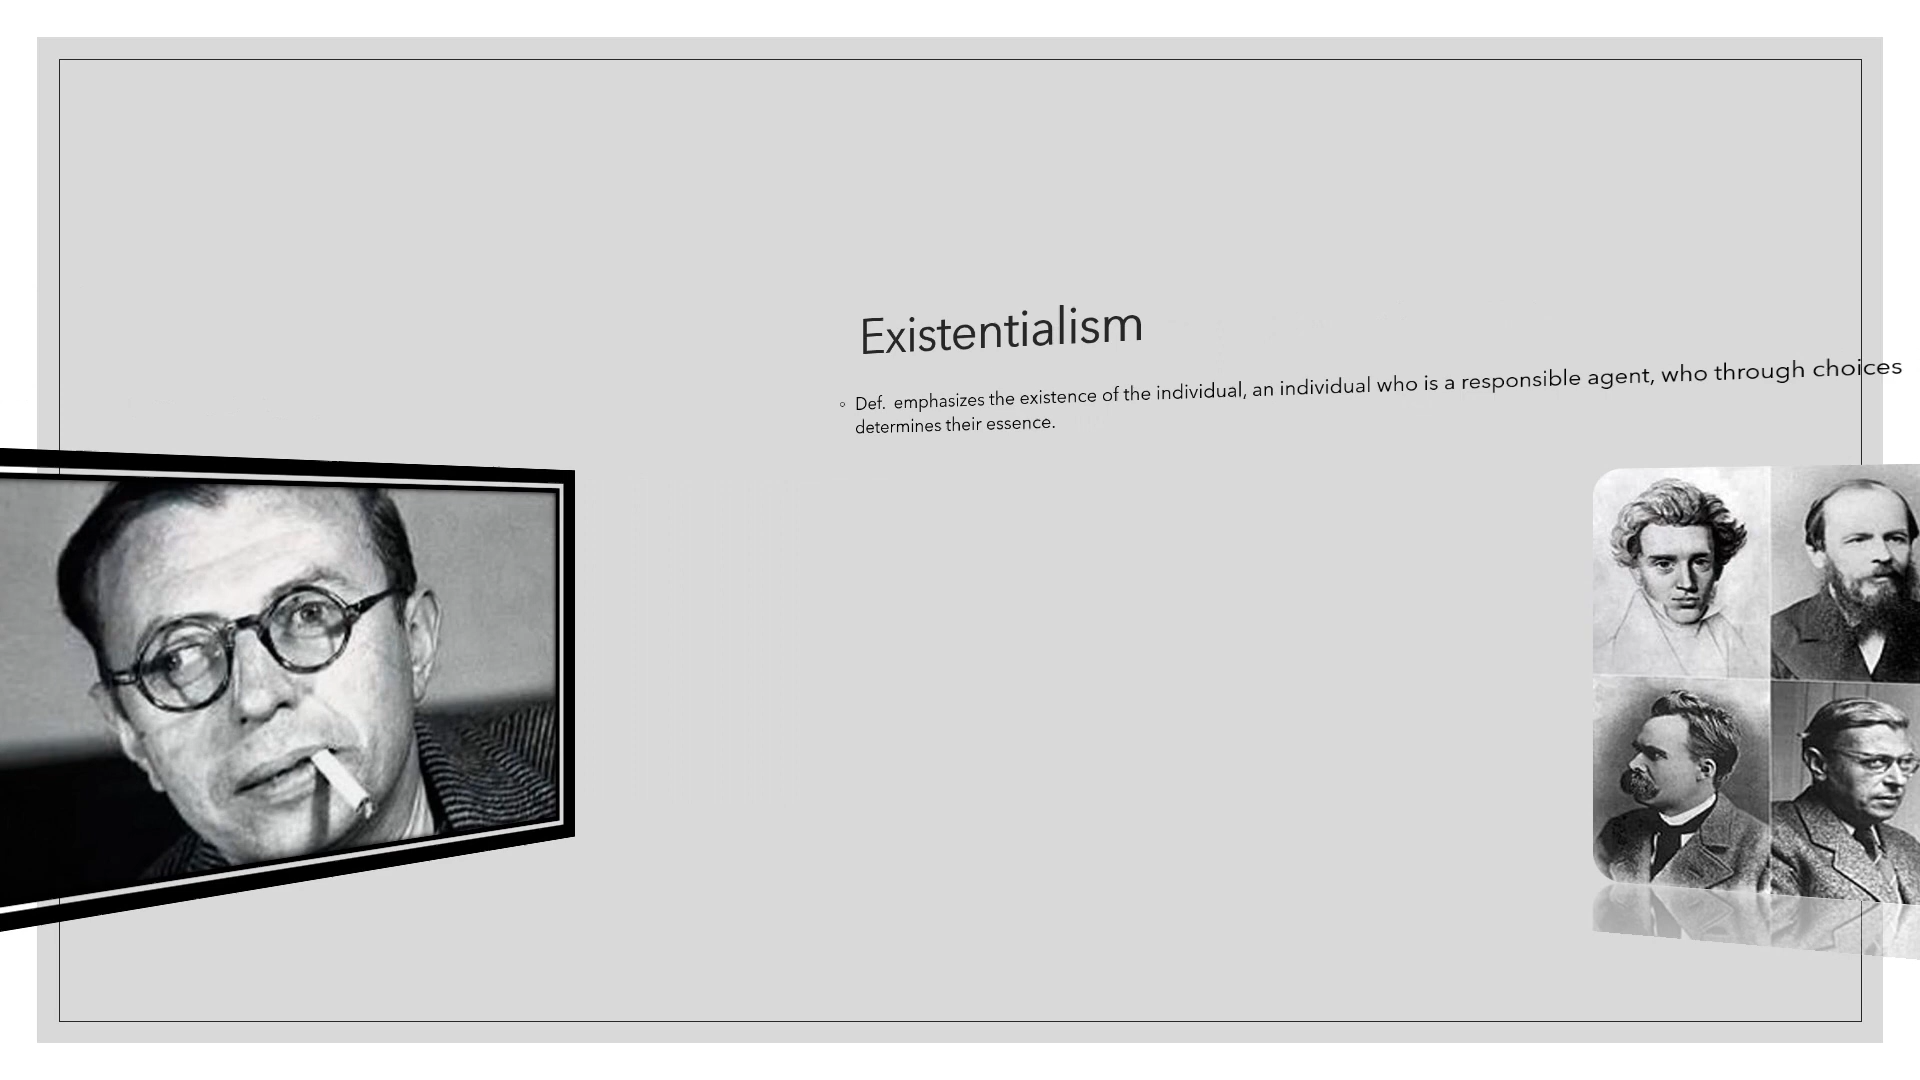 Existentialism
◦ Def.  emphasizes the existence of the individual, an individual who is a responsible agent, who through choices
determines their essence.